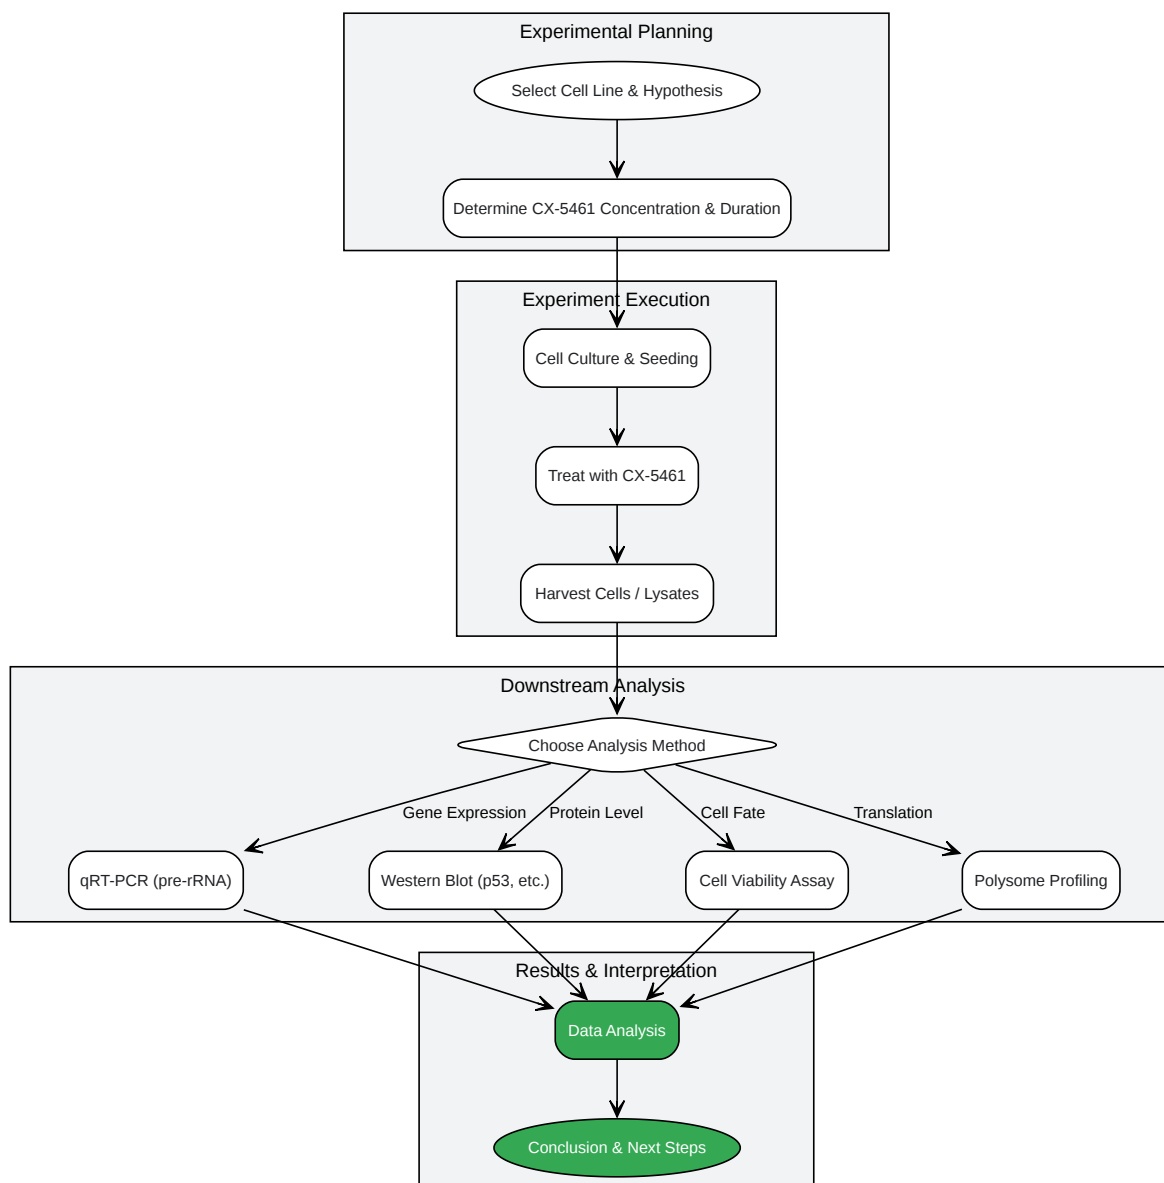 Experimental Planning
Select Cell Line & Hypothesis
Determine CX-5461 Concentration & Duration
Experiment Execution
Cell Culture & Seeding
Treat with CX-5461
Harvest Cells / Lysates
Downstream Analysis
Choose Analysis Method
Gene Expression
Protein Level
Cell Fate
Translation
qRT-PCR (pre-rRNA)
Western Blot (p53, etc.)
Cell Viability Assay
Polysome Profiling
Results & Interpretation
Data Analysis
Conclusion & Next Steps